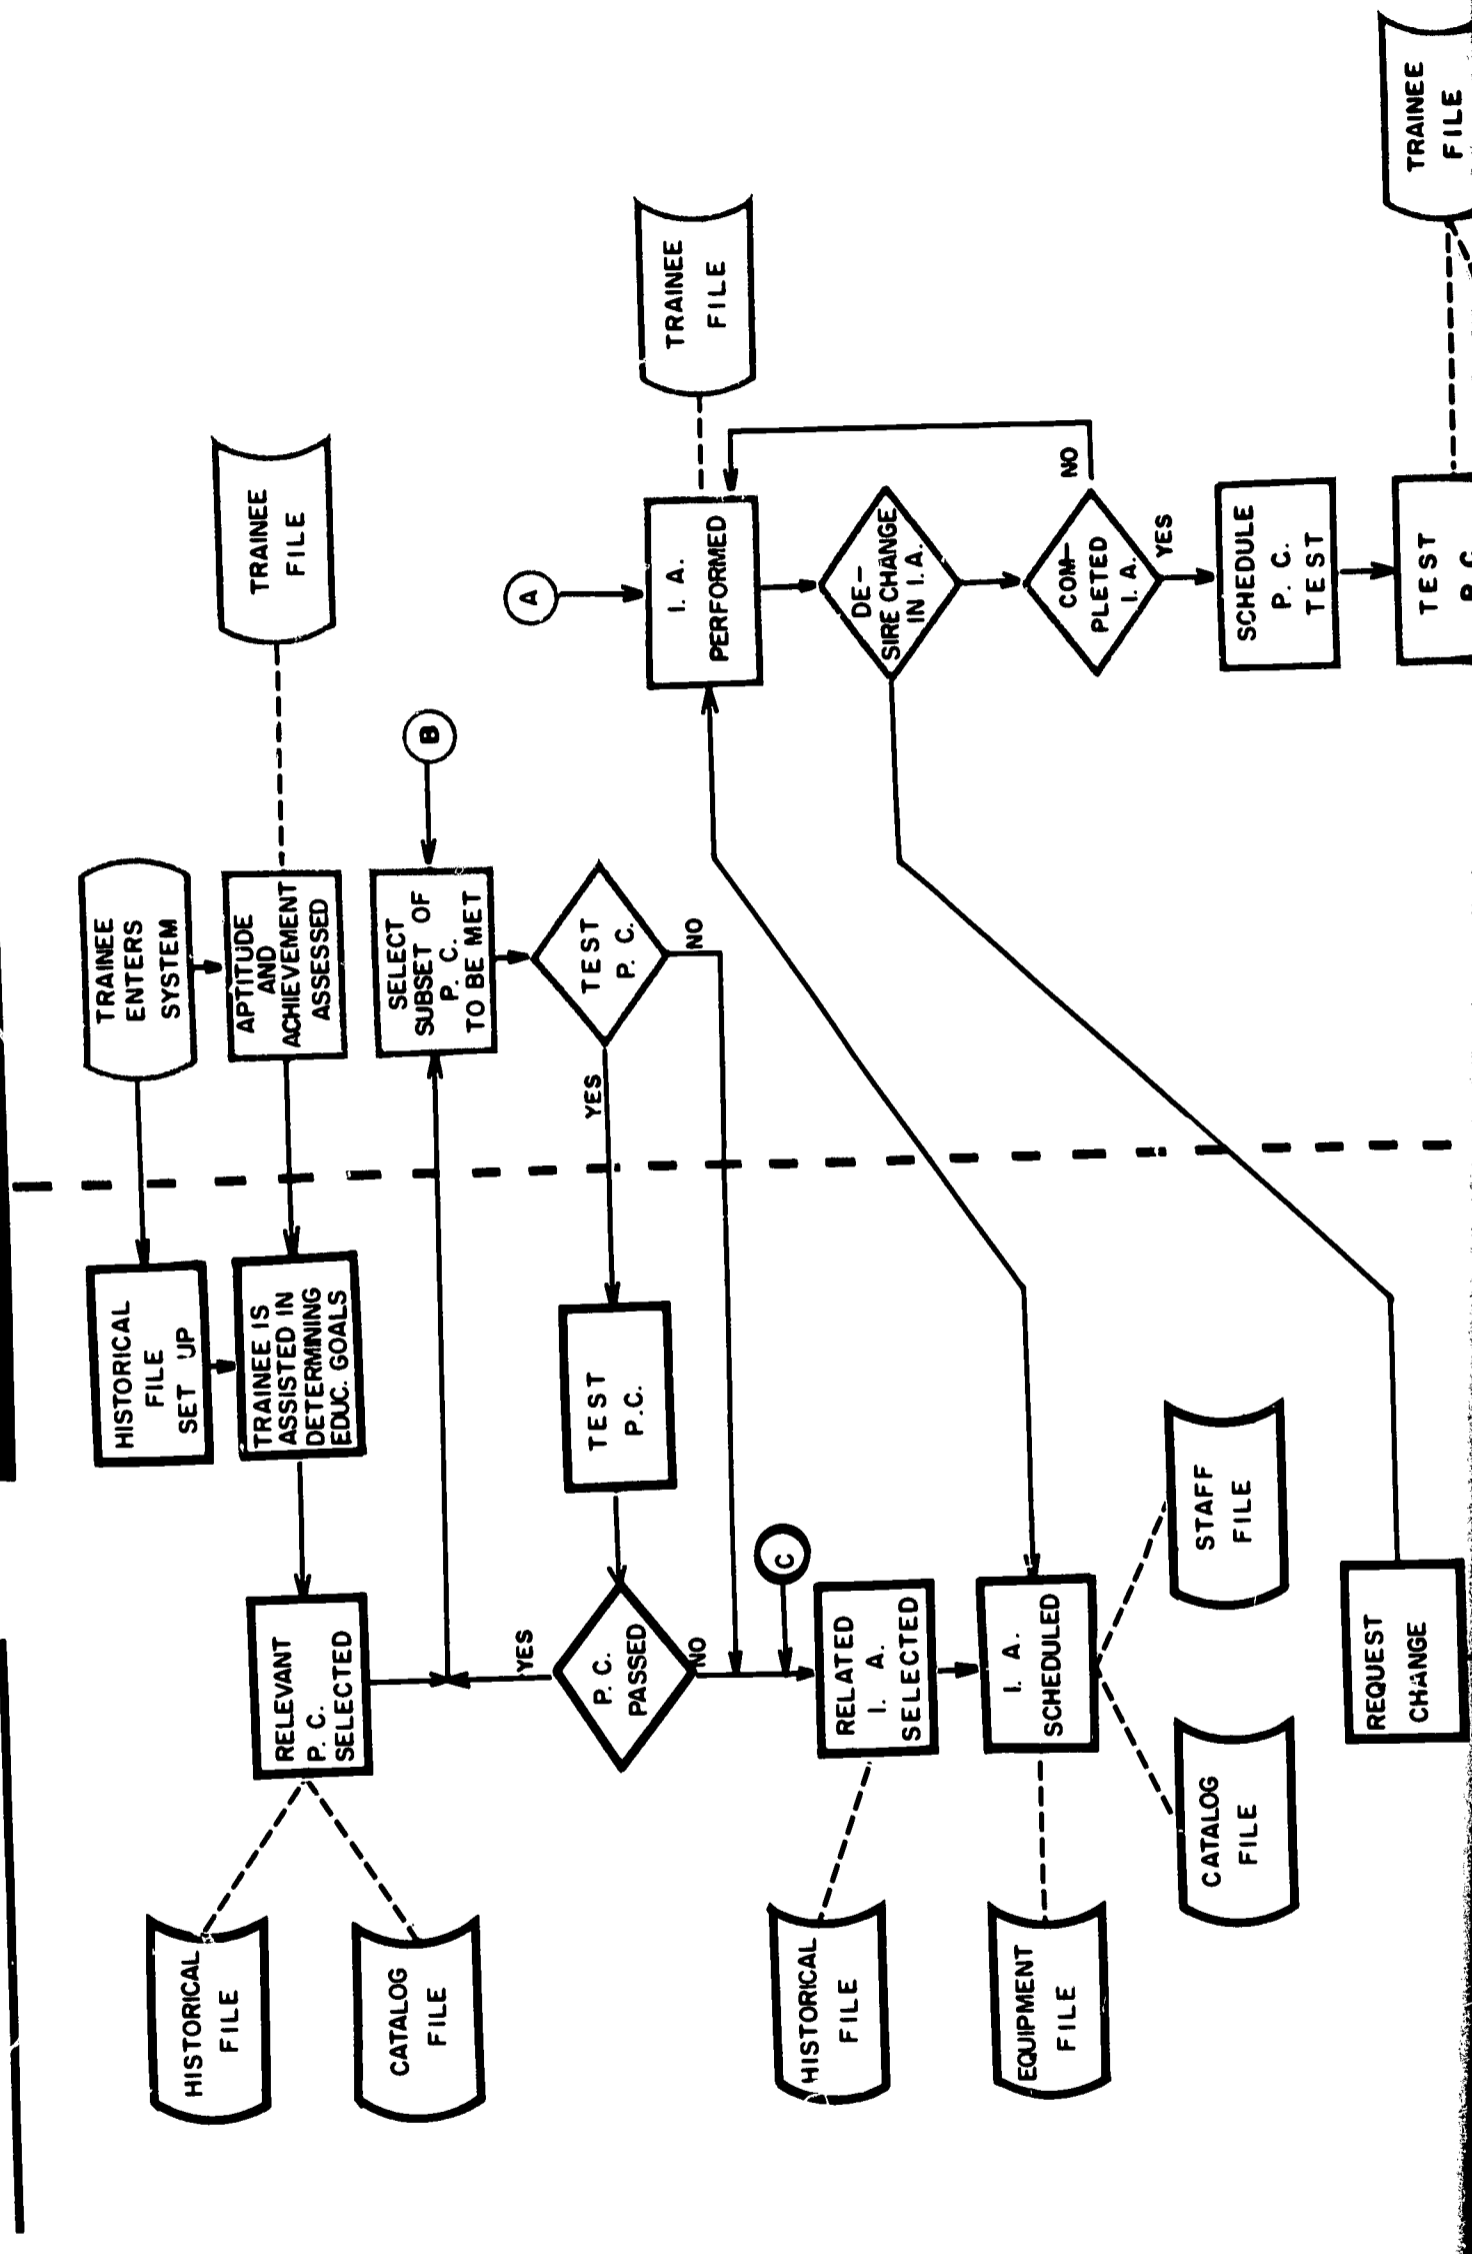 TRAINEE
ENTERS
SYSTEM
HISTORICAL
FILE
SET UP
APTITUDE
AND
ACHIEVEMENT
ASSESSED
TRAINEE
FILE
TRAINEE IS
ASSISTED IN
DETERMINING
EDUC. GOALS
RELEVANT
P. C.
SELECTED
HISTORICAL
FILE
CATALOG
FILE
SELECT
SUBSET OF
P. C.
TO BE MET
B
TEST
P. C.
YES
NO
TEST
P.C.
P. C.
PASSED
YES
NO
C
RELATED
I. A.
SELECTED
HISTORICAL
FILE
I. A.
SCHEDULED
EQUIPMENT
FILE
CATALOG
FILE
STAFF
FILE
A
I. A.
PERFORMED
TRAINEE
FILE
DE-
SIRE CHANGE
IN I.A.
COM-
PLETED
I. A.
NO
YES
REQUEST
CHANGE
SCHEDULE
P. C.
TEST
TEST
TRAINEE
FILE